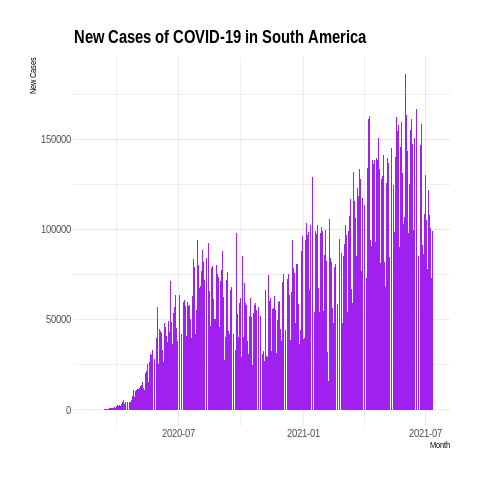 New Cases of COVID-19 in South America
New Cases
150000
100000
50000
0
2020-07
2021-01
2021-07
Month